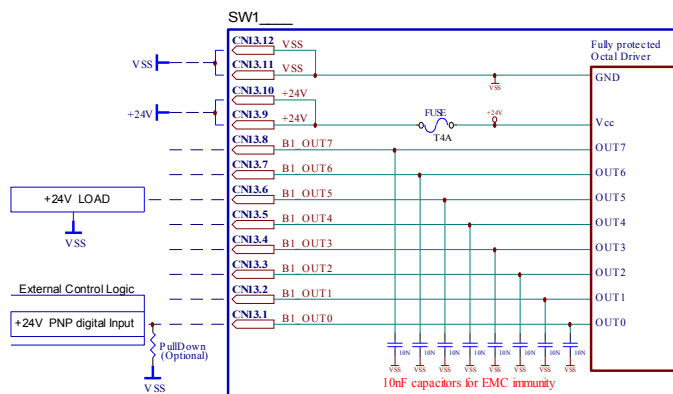 SW1____
CN13.12 VSS
Fully protected
Octal Driver
VSS
CN13.11 VSS
VSS
GND
CN13.10 +24V
+24V
CN13.9 +24V
FUSE
T4A
+24V
Vcc
CN13.8 B1_OUT7 OUT7
CN13.7 B1_OUT6 OUT6
+24V LOAD
CN13.6 B1_OUT5 OUT5
VSS
CN13.5 B1_OUT4 OUT4
CN13.4 B1_OUT3 OUT3
CN13.3 B1_OUT2 OUT2
External Control Logic
CN13.2 B1_OUT1 OUT1
+24V PNP digital Input
CN13.1 B1_OUT0 OUT0
PullDown
(Optional)
VSS
10N 10N 10N 10N 10N 10N 10N 10N
VSS VSS VSS VSS VSS VSS VSS VSS
10nF capacitors for EMC immunity